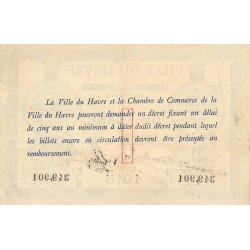 La Ville du Havre et la Chambre de Commerce de
la Ville du Havre pourront demander un décret fixant un délai
de cinq ans au minimum à dater dudit décret pendant lequel
les billets encore en circulation devront être présentés au
remboursement.